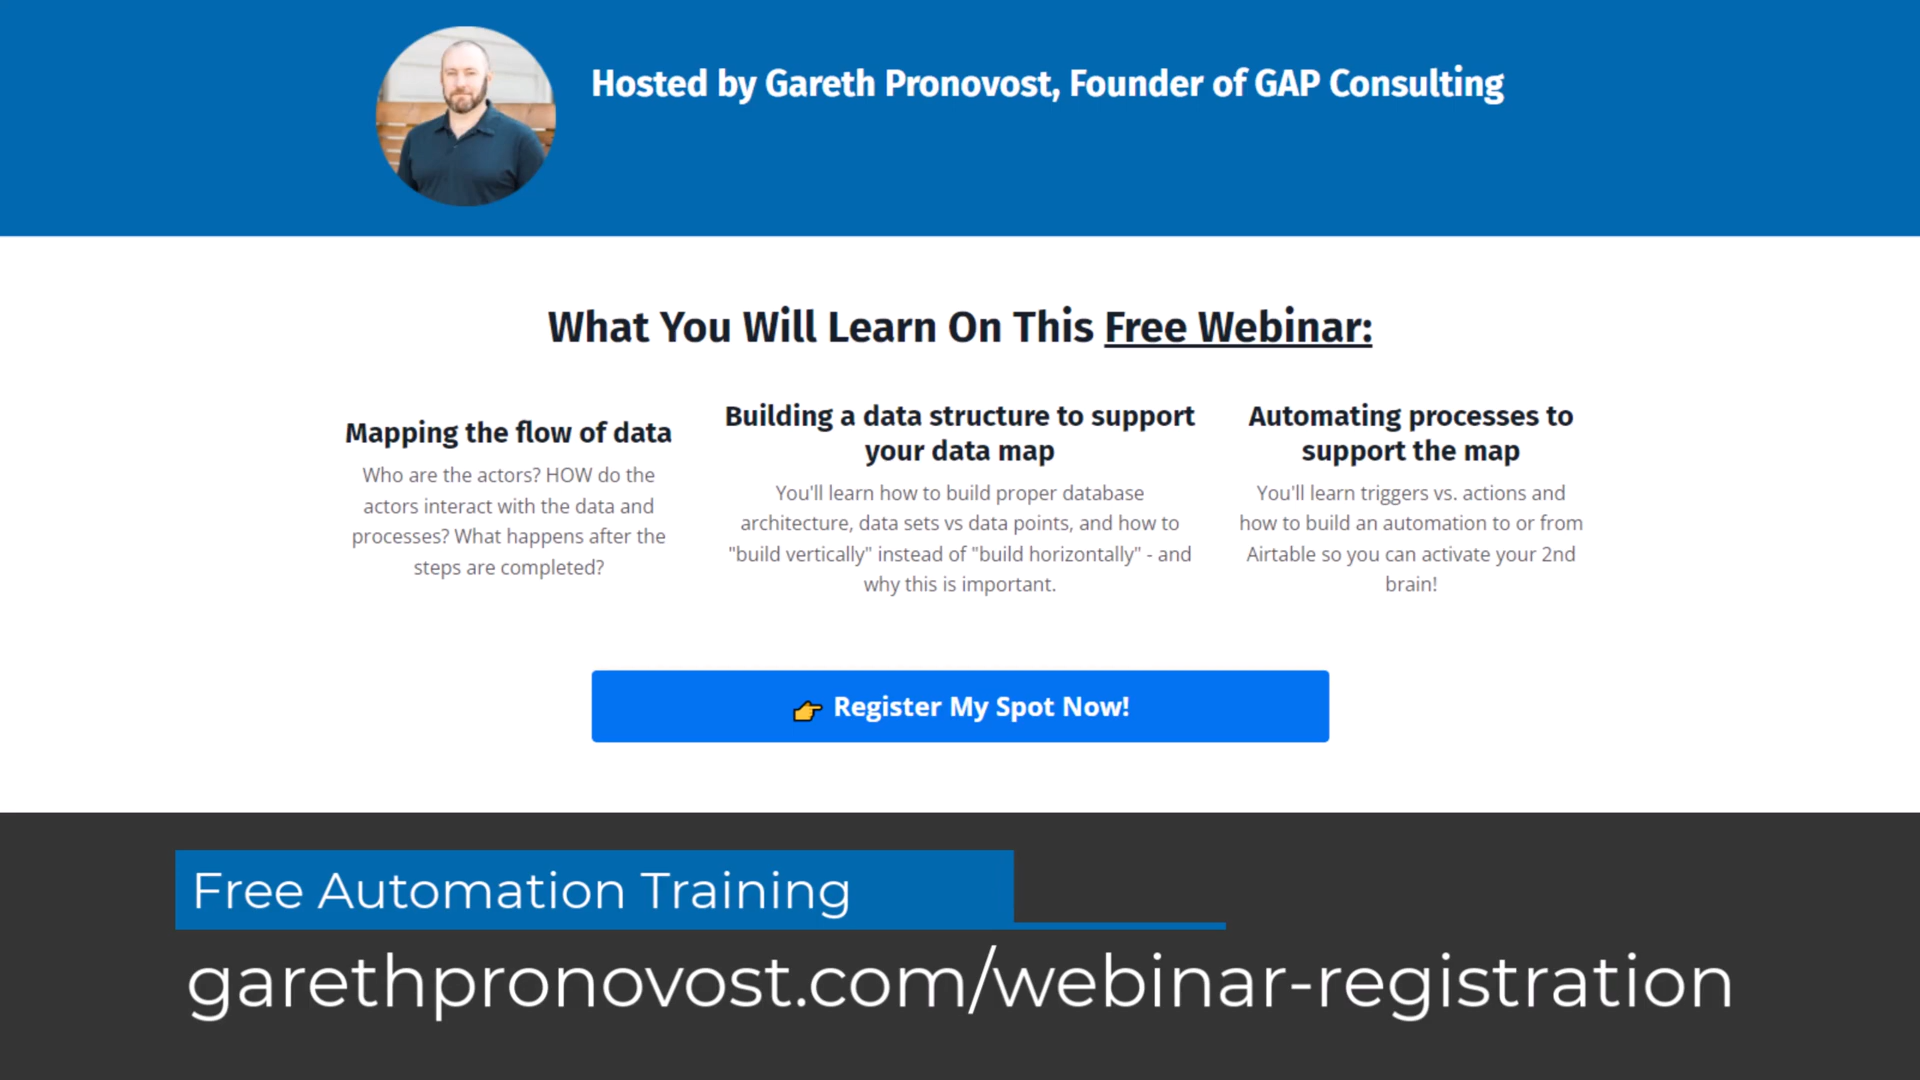 Hosted by Gareth Pronovost, Founder of GAP Consulting
What You Will Learn On This Free Webinar:
Mapping the flow of data
Who are the actors? HOW do the
actors interact with the data and
processes? What happens after the
steps are completed?
Building a data structure to support
your data map
You'll learn how to build proper database
architecture, data sets vs data points, and how to
"build vertically" instead of "build horizontally" - and
why this is important.
Automating processes to
support the map
You'll learn triggers vs. actions and
how to build an automation to or from
Airtable so you can activate your 2nd
brain!
👉 Register My Spot Now!
Free Automation Training
garethpronovost.com/webinar-registration